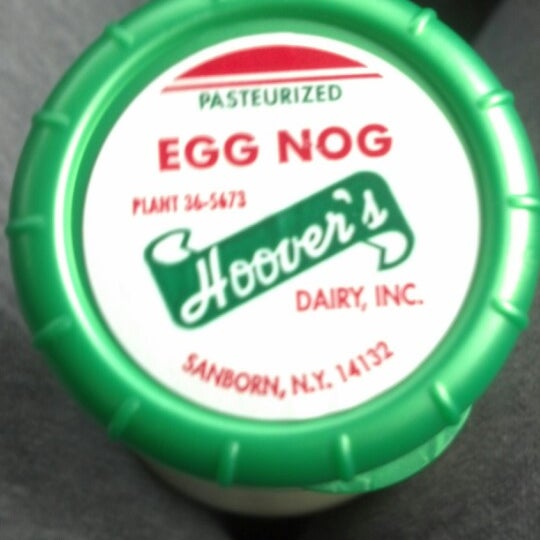 PASTEURIZED
EGG NOG
PLANT 36-5673
Hoover's
DAIRY, INC.
SANBORN, N.Y. 14132